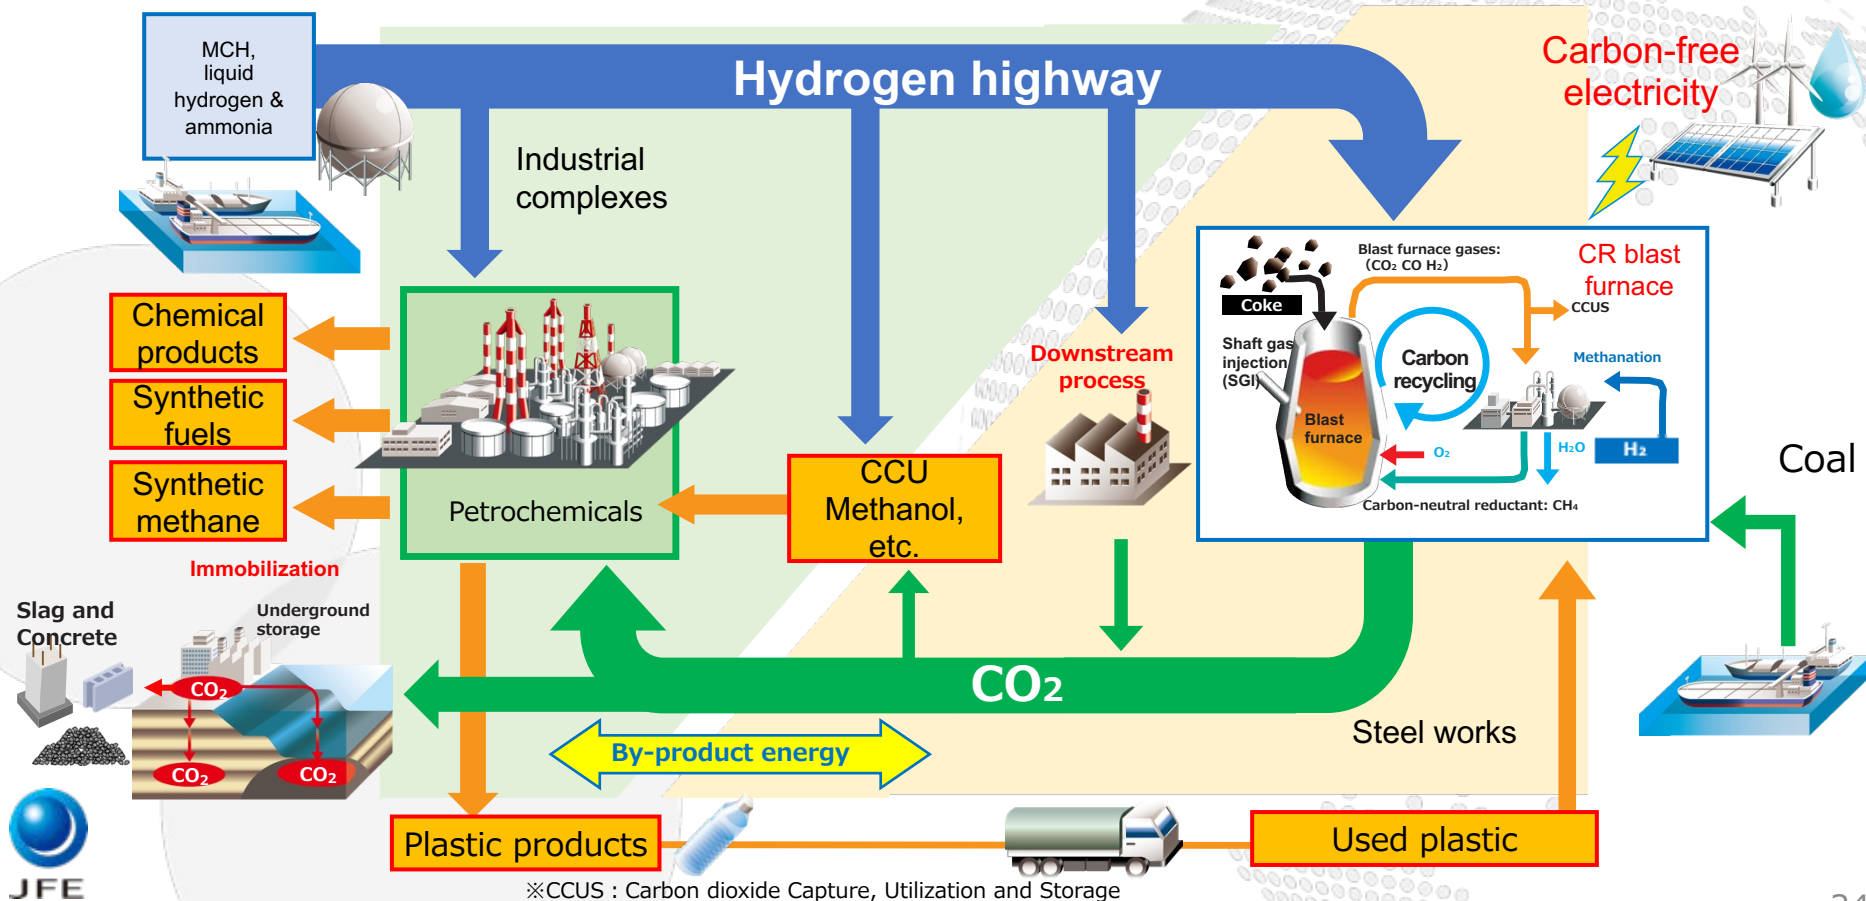 MCH,
liquid
hydrogen &
ammonia
Hydrogen highway
Carbon-free
electricity
Industrial
complexes
Chemical
products
Synthetic
fuels
Synthetic
methane
Petrochemicals
CCU
Methanol,
etc.
Downstream
process
Coke
Blast furnace gases:
(CO₂ CO H₂)
CR blast
furnace
CCUS
Shaft gas
injection
(SGI)
Carbon
recycling
Methanation
Blast
furnace
O₂
H₂O
H₂
Carbon-neutral reductant: CH₄
Coal
Immobilization
Slag and
Concrete
Underground
storage
CO₂
CO₂
CO₂
CO₂
By-product energy
Steel works
Plastic products
Used plastic
JFE
※CCUS : Carbon dioxide Capture, Utilization and Storage